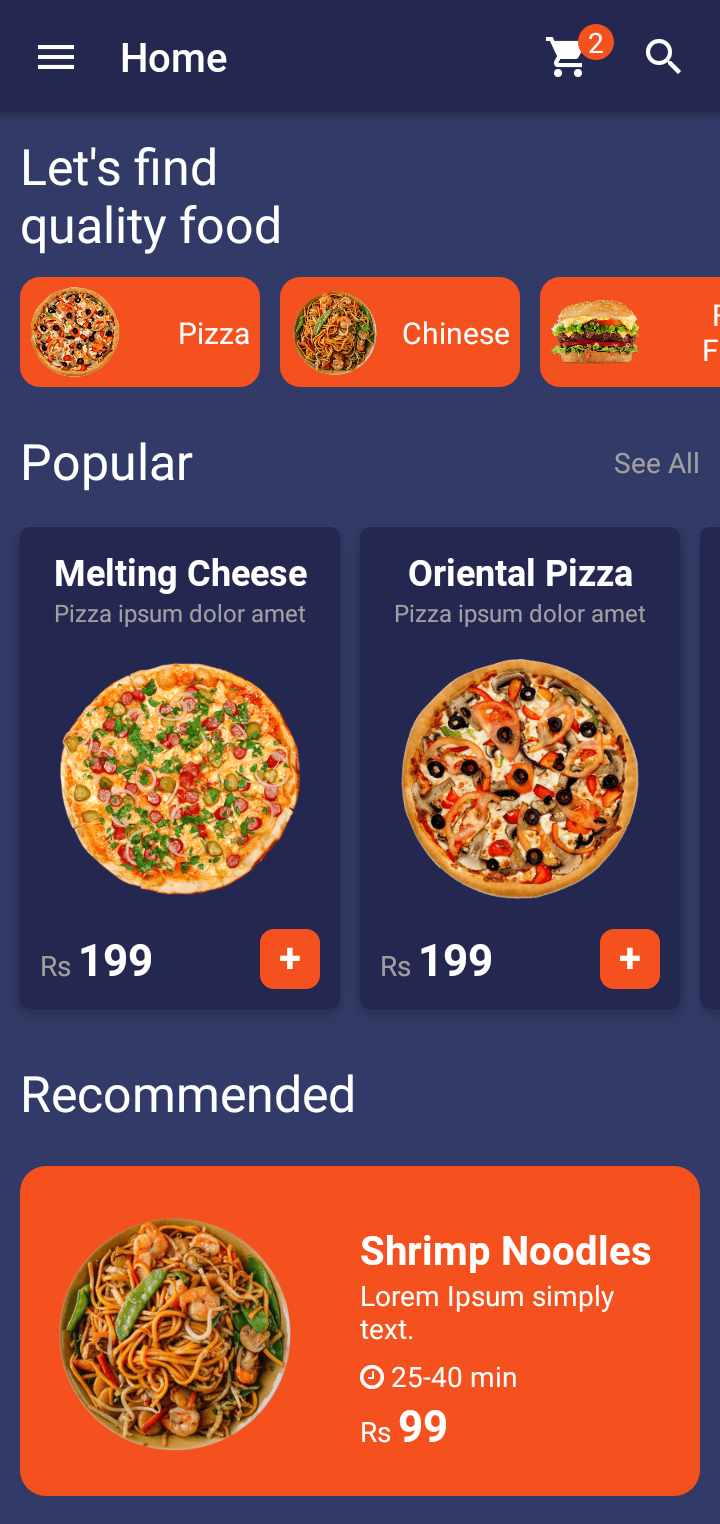 Home
2
Let's find
quality food
Pizza
Chinese
Popular
See All
Melting Cheese
Pizza ipsum dolor amet
Oriental Pizza
Pizza ipsum dolor amet
Rs 199
+
Rs 199
+
Recommended
Shrimp Noodles
Lorem Ipsum simply
text.
25-40 min
Rs 99